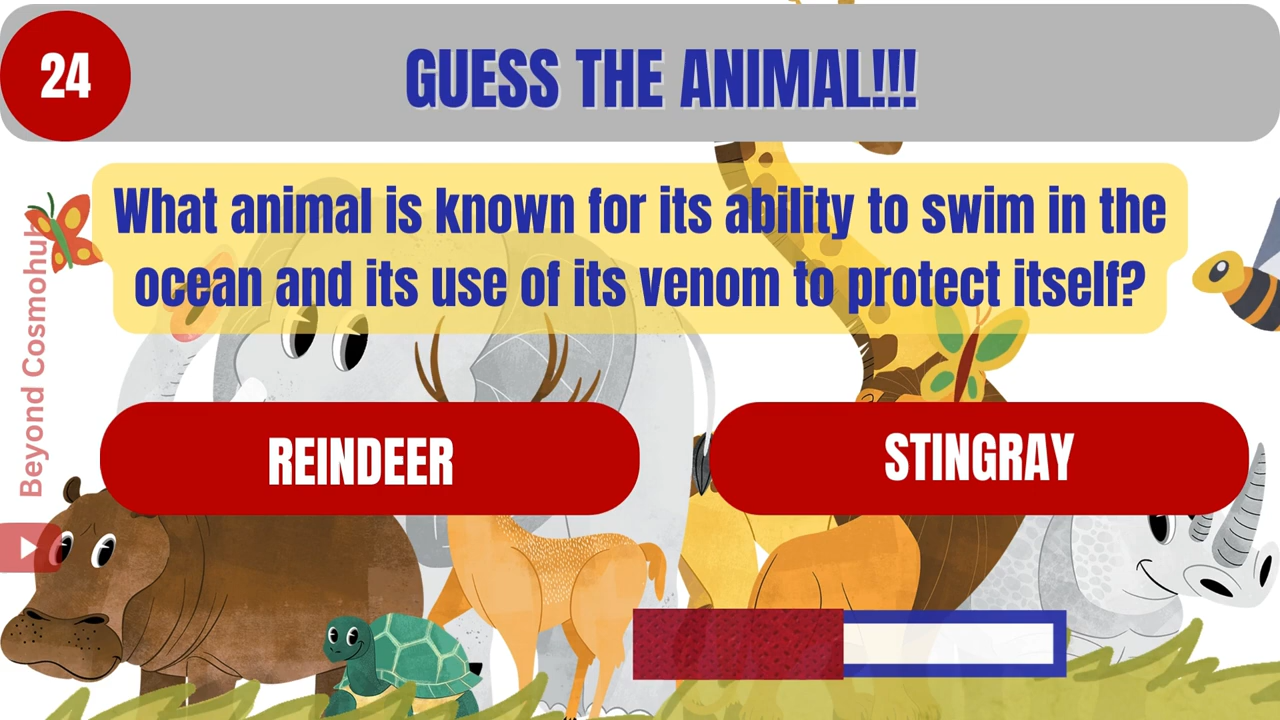 24
GUESS THE ANIMAL!!!
What animal is known for its ability to swim in the
ocean and its use of its venom to protect itself?
REINDEER
STINGRAY
Beyond Cosmohub